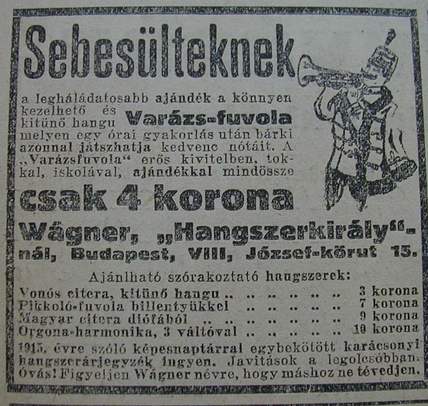 Sebesülteknek
a legháládatosabb ajándék a könnyen
kezelhető és Varázs-fuvola
kitünő hangu
melyen egy órai gyakorlás után bárki
azonnal játszhatja kedvenc nótáit. A
„Varázsfuvola" erős kivitelben, tok-
kal, iskolával, ajándékkal mindössze
csak 4 korona
Wágner, „Hangszerkirály"-
nál, Budapest, VIII, József-körut 15.
Ajánlható szórakoztató hangszerek:
Vonós citera, kitünő hangu .. .. .. .. .. 3 korona
Pikkoló-fuvola billentyükkel .. .. .. .. .. 7 korona
Magyar citera diófából .. .. .. .. .. 9 korona
Orgona-harmonika, 3 váltóval .. .. .. .. 10 korona
1915. évre szóló képesnaptárral egybekötött karácsonyi
hangszerárjegyzék ingyen. Javitások a legolcsóbban.
Óvás! Figyeljen Wágner névre, hogy máshoz ne tévedjen.